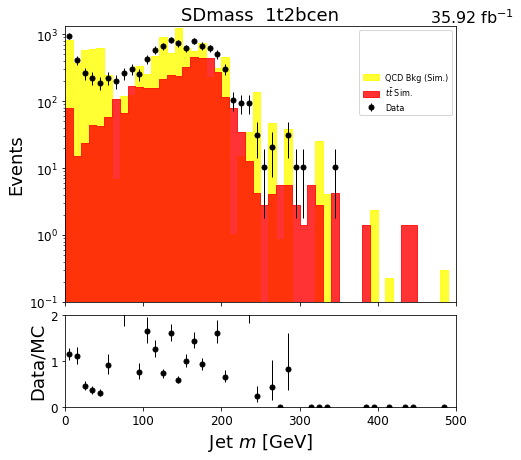 SDmass 1t2bcen
35.92 fb⁻¹
10³
10²
10¹
10⁰
10⁻¹
Events
QCD Bkg (Sim.)
tt̄ Sim.
Data
2
1
0
Data/MC
0 100 200 300 400 500
Jet m [GeV]